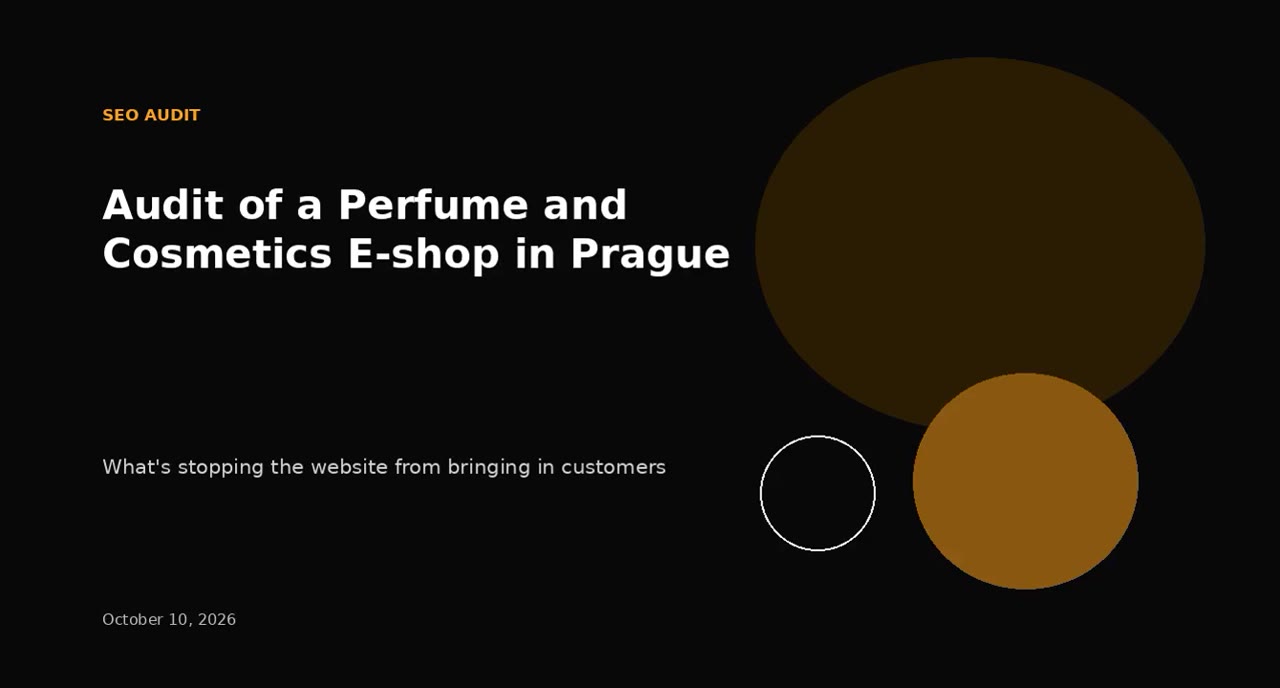 SEO AUDIT
Audit of a Perfume and
Cosmetics E-shop in Prague
What's stopping the website from bringing in customers
October 10, 2026